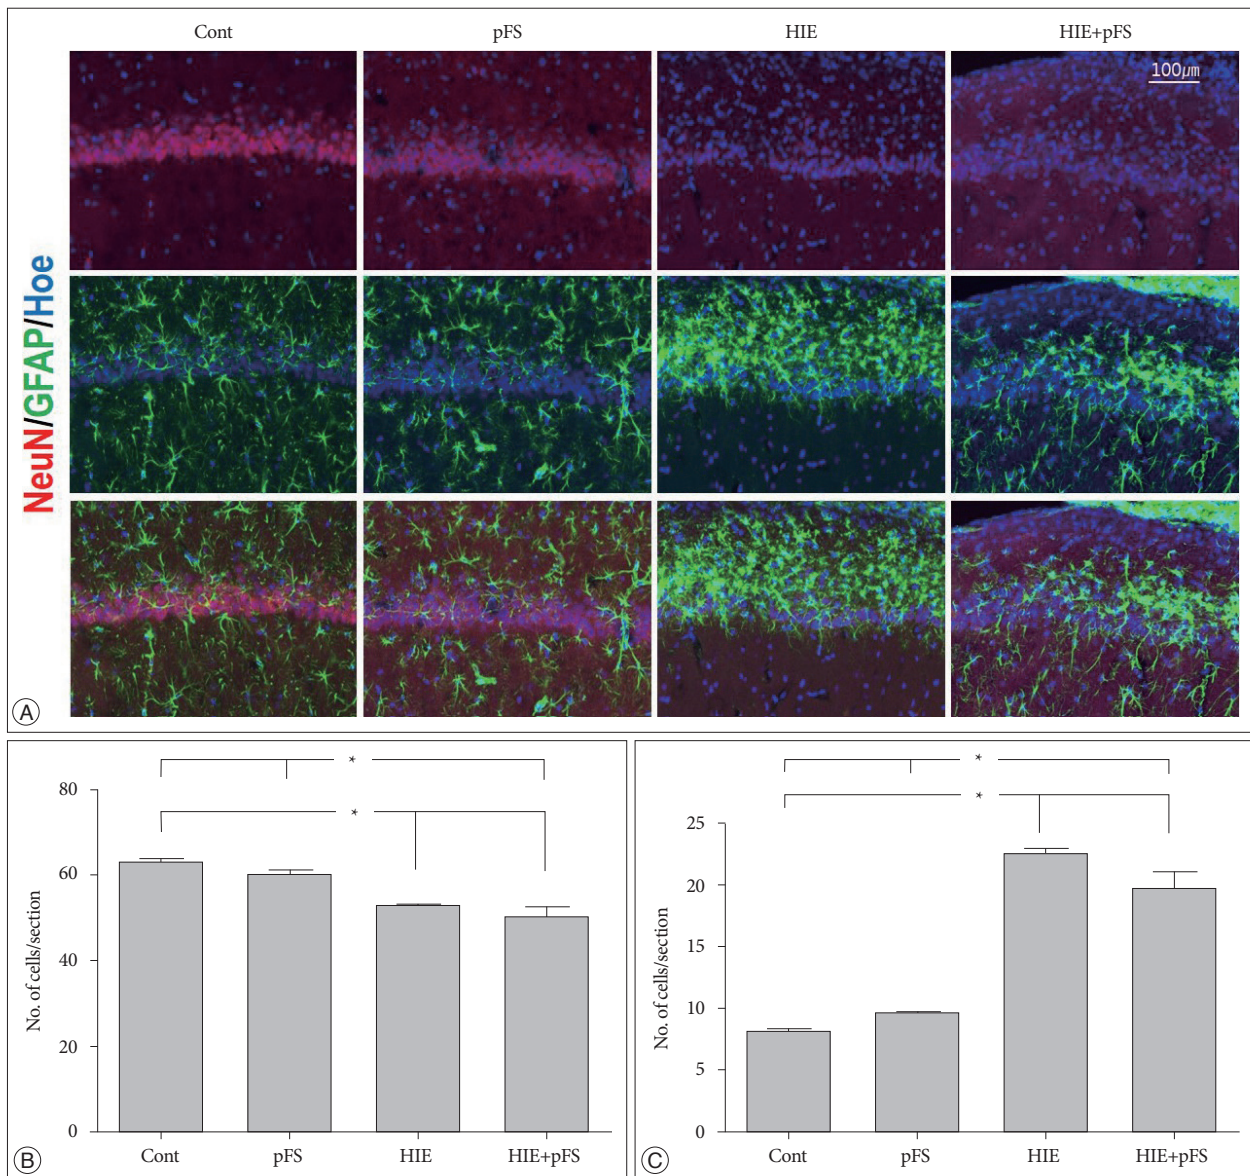 Cont pFS HIE HIE+pFS
100µm
NeuN/GFAP/Hoe
A
*
*
80
60
40
20
0
No. of cells/section
Cont pFS HIE HIE+pFS
B
*
*
25
20
15
10
5
0
No. of cells/section
Cont pFS HIE HIE+pFS
C